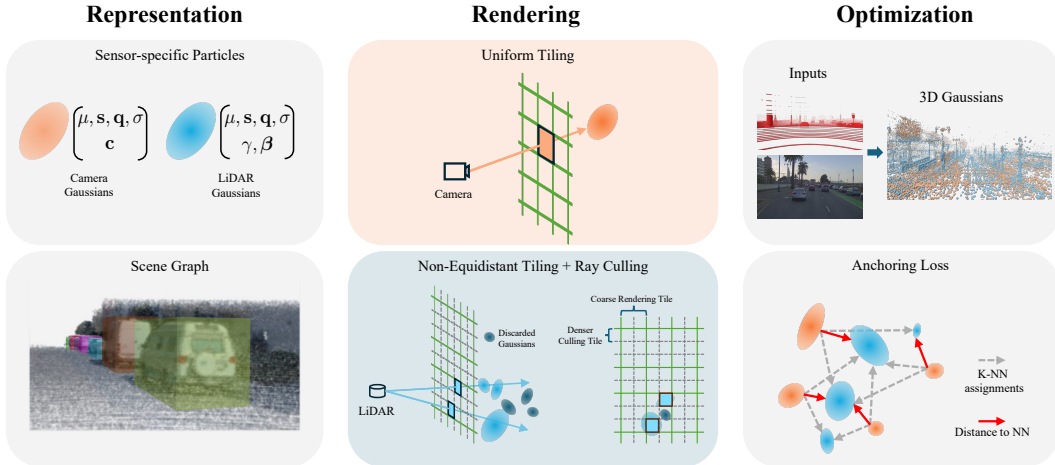 Representation
Rendering
Optimization
Sensor-specific Particles
μ, s, q, σ
c
Camera
Gaussians
μ, s, q, σ
γ, β
LiDAR
Gaussians
Uniform Tiling
Camera
Inputs
3D Gaussians
Scene Graph
Non-Equidistant Tiling + Ray Culling
Coarse Rendering Tile
Discarded
Gaussians
Denser
Culling Tile
LiDAR
Anchoring Loss
K-NN
assignments
Distance to NN